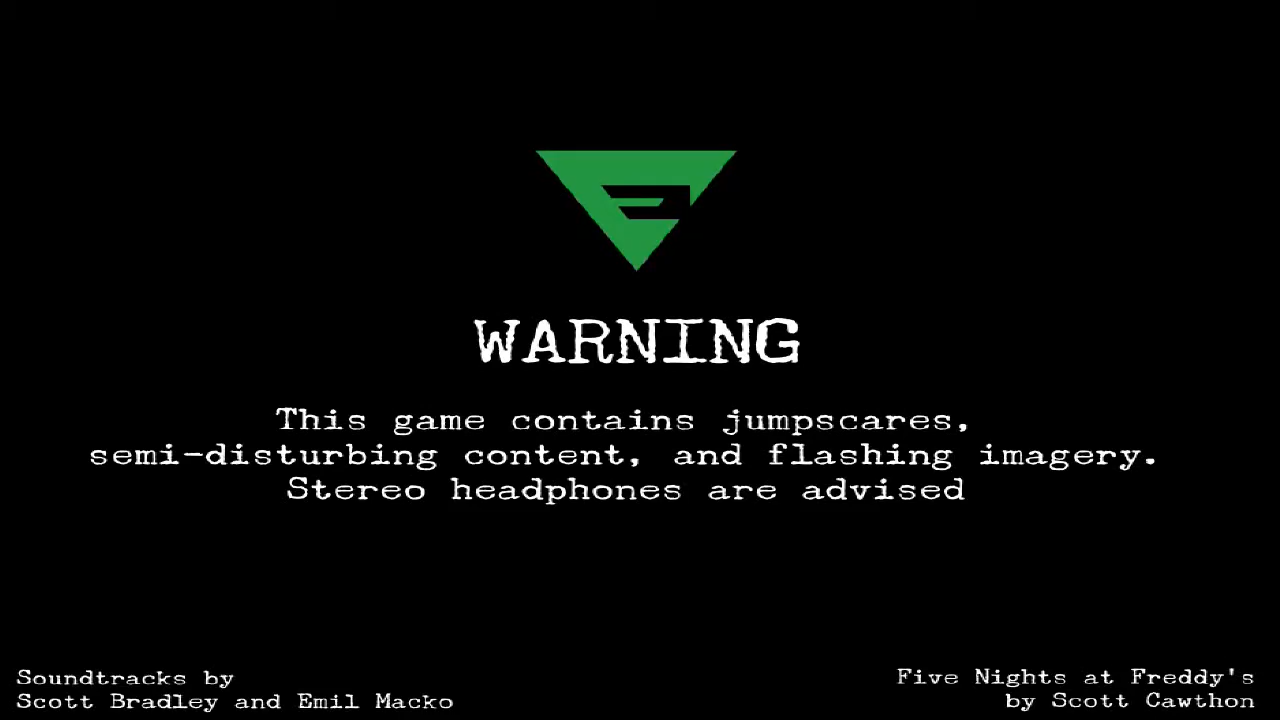 WARNING
This game contains jumpscares,
semi-disturbing content, and flashing imagery.
Stereo headphones are advised
Soundtracks by
Scott Bradley and Emil Macko
Five Nights at Freddy's
by Scott Cawthon